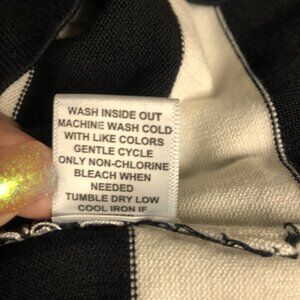 WASH INSIDE OUT
MACHINE WASH COLD
WITH LIKE COLORS
GENTLE CYCLE
ONLY NON-CHLORINE
BLEACH WHEN
NEEDED
TUMBLE DRY LOW
COOL IRON IF